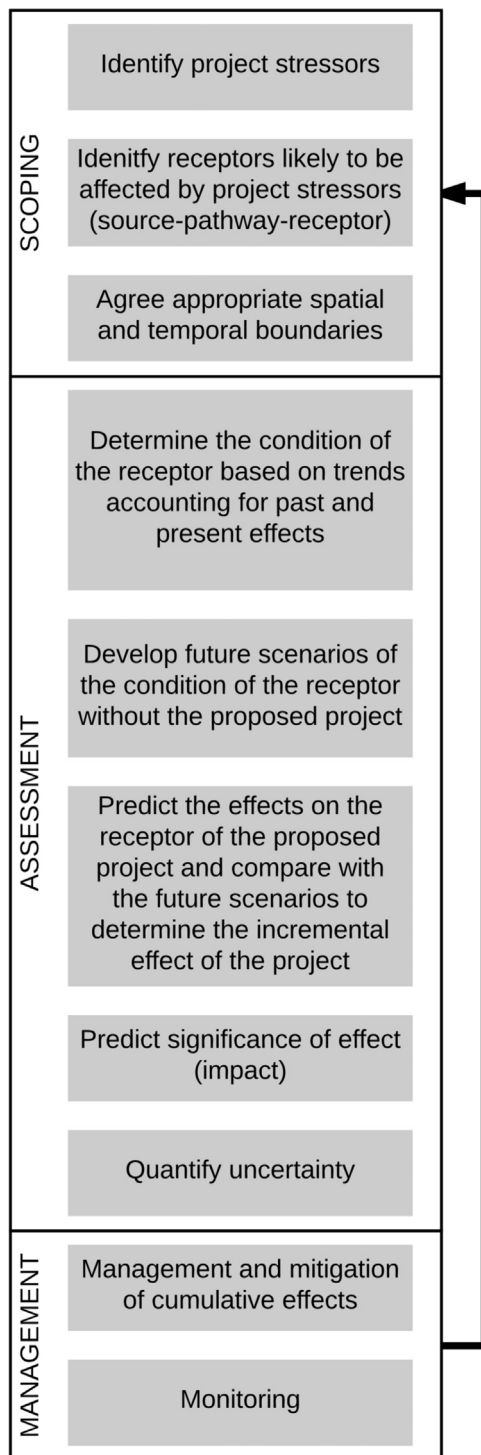 SCOPING
Identify project stressors
Idenitfy receptors likely to be
affected by project stressors
(source-pathway-receptor)
Agree appropriate spatial
and temporal boundaries
ASSESSMENT
Determine the condition of
the receptor based on trends
accounting for past and
present effects
Develop future scenarios of
the condition of the receptor
without the proposed project
Predict the effects on the
receptor of the proposed
project and compare with
the future scenarios to
determine the incremental
effect of the project
Predict significance of effect
(impact)
Quantify uncertainty
MANAGEMENT
Management and mitigation
of cumulative effects
Monitoring